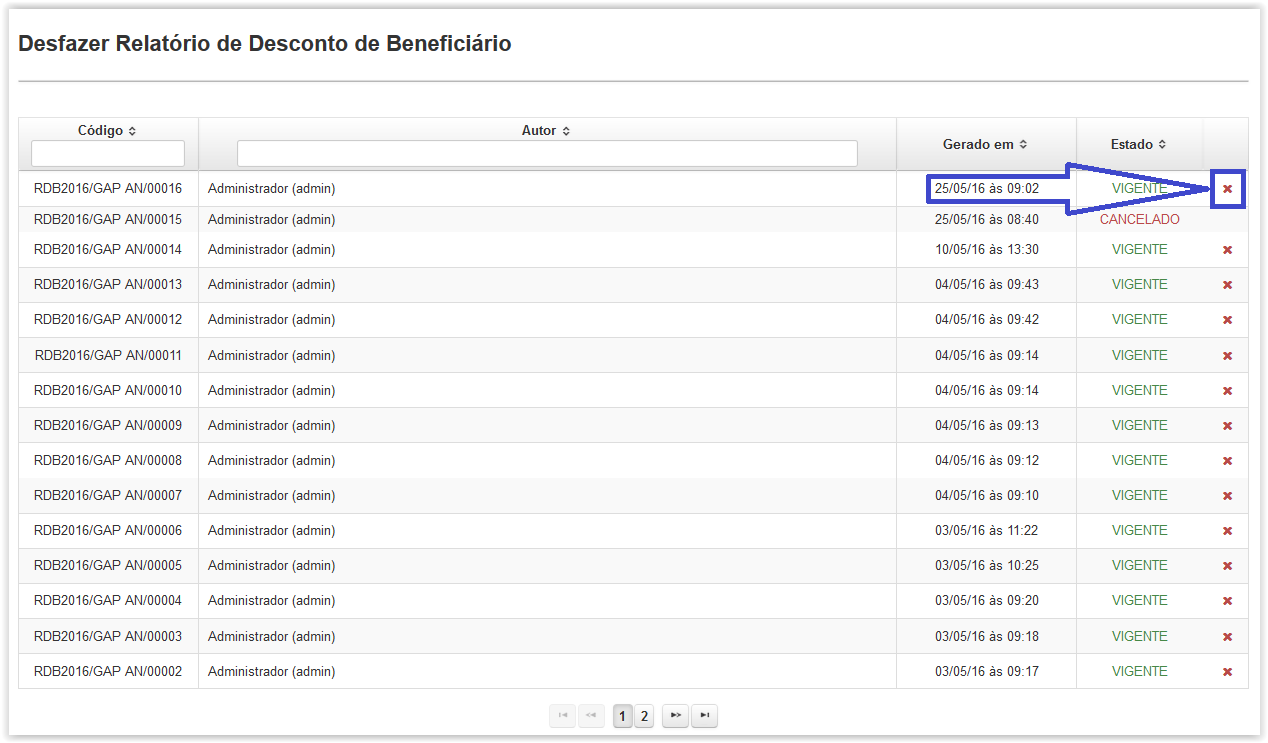 Desfazer Relatório de Desconto de Beneficiário
Código Autor Gerado em Estado
RDB2016/GAP AN/00016 Administrador (admin) 25/05/16 às 09:02 VIGENTE
RDB2016/GAP AN/00015 Administrador (admin) 25/05/16 às 08:40 CANCELADO
RDB2016/GAP AN/00014 Administrador (admin) 10/05/16 às 13:30 VIGENTE
RDB2016/GAP AN/00013 Administrador (admin) 04/05/16 às 09:43 VIGENTE
RDB2016/GAP AN/00012 Administrador (admin) 04/05/16 às 09:42 VIGENTE
RDB2016/GAP AN/00011 Administrador (admin) 04/05/16 às 09:14 VIGENTE
RDB2016/GAP AN/00010 Administrador (admin) 04/05/16 às 09:14 VIGENTE
RDB2016/GAP AN/00009 Administrador (admin) 04/05/16 às 09:13 VIGENTE
RDB2016/GAP AN/00008 Administrador (admin) 04/05/16 às 09:12 VIGENTE
RDB2016/GAP AN/00007 Administrador (admin) 04/05/16 às 09:10 VIGENTE
RDB2016/GAP AN/00006 Administrador (admin) 03/05/16 às 11:22 VIGENTE
RDB2016/GAP AN/00005 Administrador (admin) 03/05/16 às 10:25 VIGENTE
RDB2016/GAP AN/00004 Administrador (admin) 03/05/16 às 09:20 VIGENTE
RDB2016/GAP AN/00003 Administrador (admin) 03/05/16 às 09:18 VIGENTE
RDB2016/GAP AN/00002 Administrador (admin) 03/05/16 às 09:17 VIGENTE
1 2